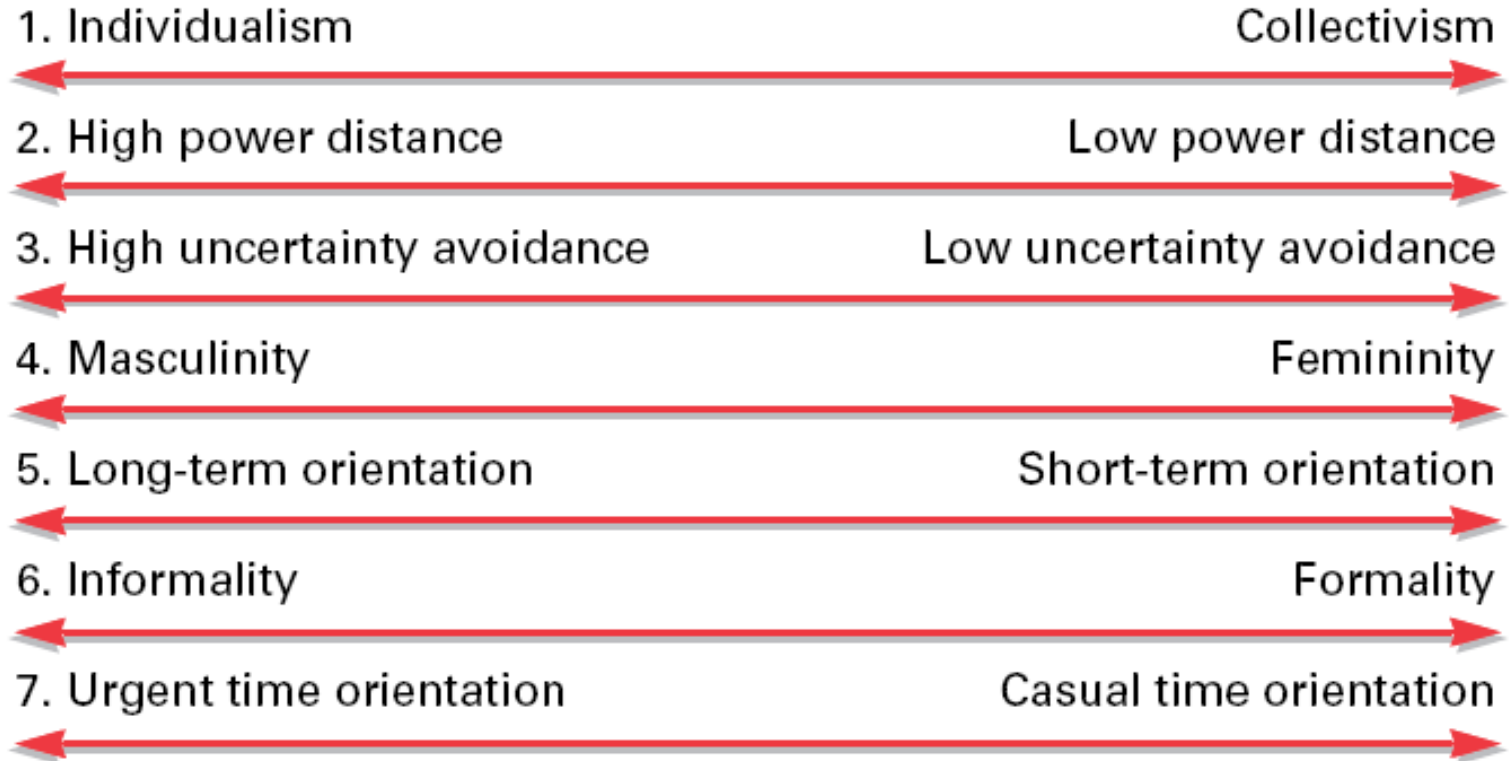 1. Individualism Collectivism
2. High power distance Low power distance
3. High uncertainty avoidance Low uncertainty avoidance
4. Masculinity Femininity
5. Long-term orientation Short-term orientation
6. Informality Formality
7. Urgent time orientation Casual time orientation